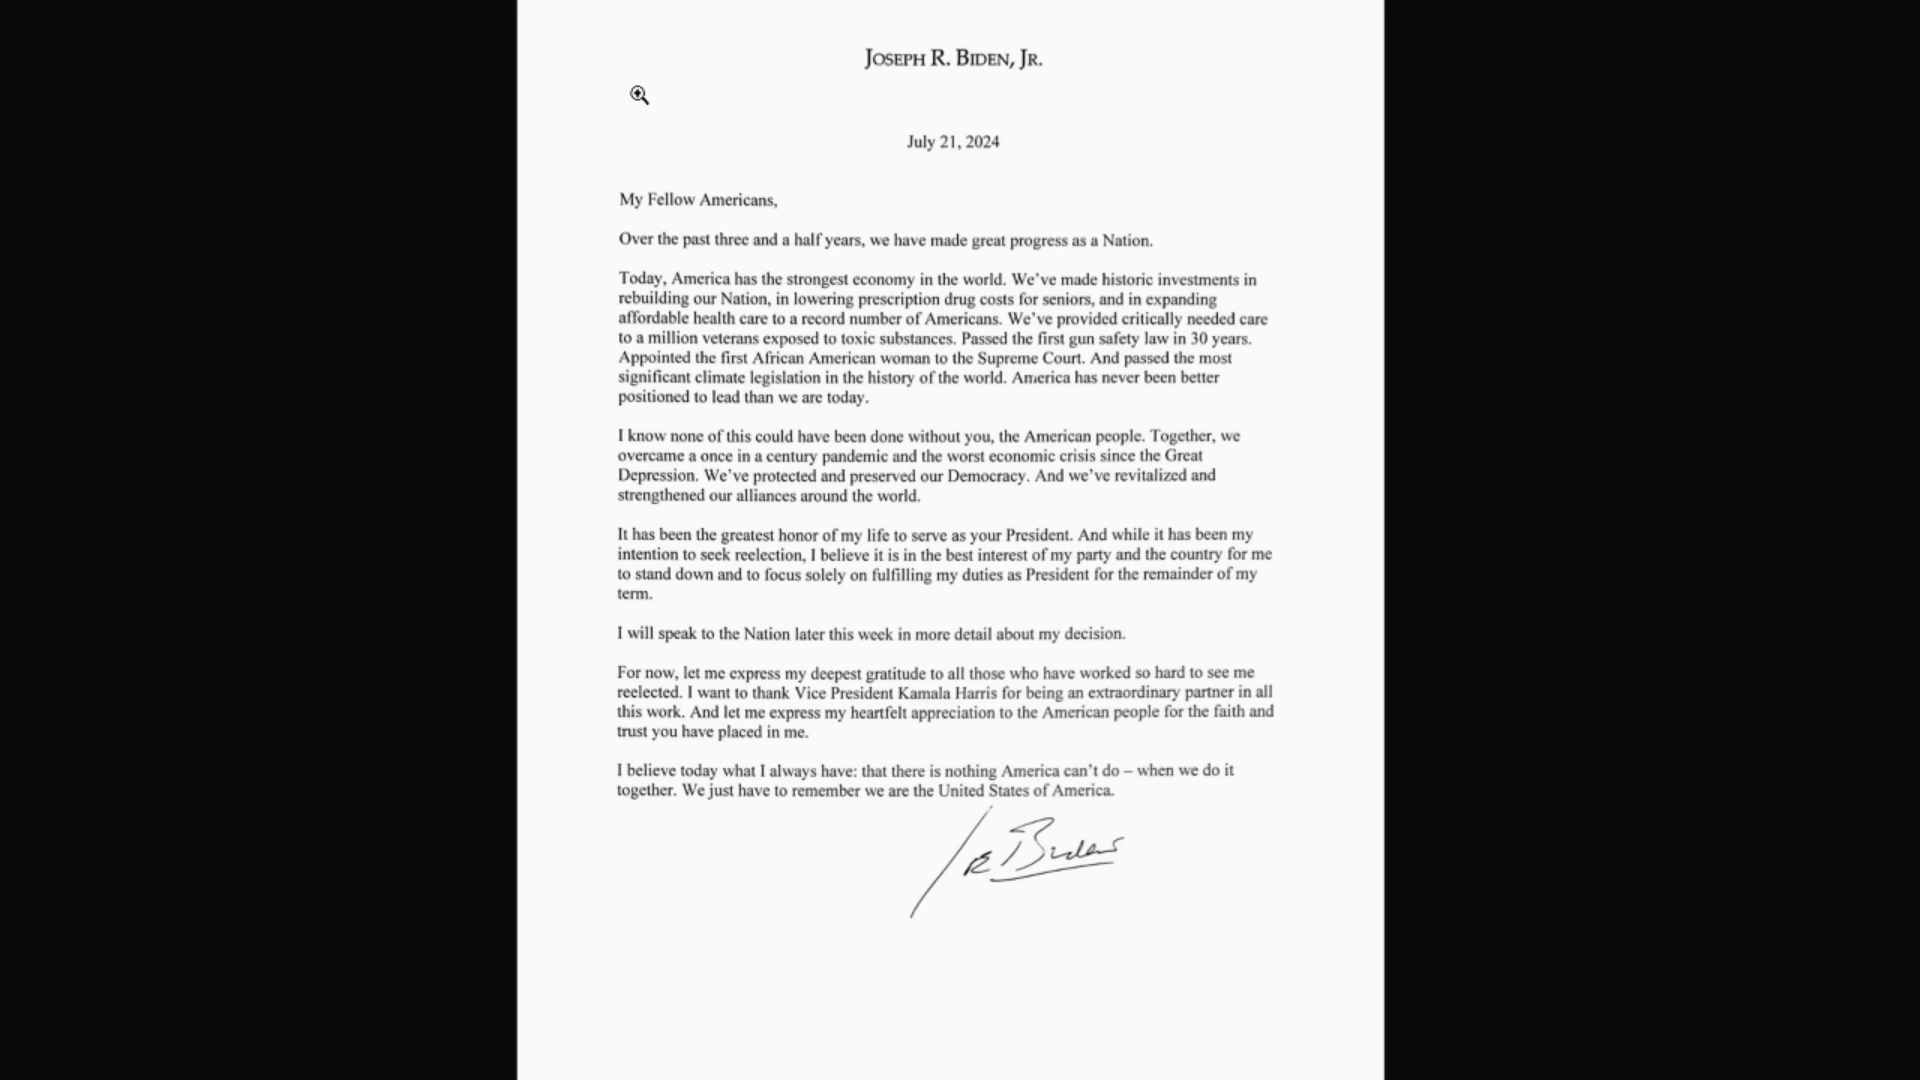 JOSEPH R. BIDEN, JR.
July 21, 2024
My Fellow Americans,
Over the past three and a half years, we have made great progress as a Nation.
Today, America has the strongest economy in the world. We've made historic investments in
rebuilding our Nation, in lowering prescription drug costs for seniors, and in expanding
affordable health care to a record number of Americans. We've provided critically needed care
to a million veterans exposed to toxic substances. Passed the first gun safety law in 30 years.
Appointed the first African American woman to the Supreme Court. And passed the most
significant climate legislation in the history of the world. America has never been better
positioned to lead than we are today.
I know none of this could have been done without you, the American people. Together, we
overcame a once in a century pandemic and the worst economic crisis since the Great
Depression. We've protected and preserved our Democracy. And we've revitalized and
strengthened our alliances around the world.
It has been the greatest honor of my life to serve as your President. And while it has been my
intention to seek reelection, I believe it is in the best interest of my party and the country for me
to stand down and to focus solely on fulfilling my duties as President for the remainder of my
term.
I will speak to the Nation later this week in more detail about my decision.
For now, let me express my deepest gratitude to all those who have worked so hard to see me
reelected. I want to thank Vice President Kamala Harris for being an extraordinary partner in all
this work. And let me express my heartfelt appreciation to the American people for the faith and
trust you have placed in me.
I believe today what I always have: that there is nothing America can't do – when we do it
together. We just have to remember we are the United States of America.
Joe Biden